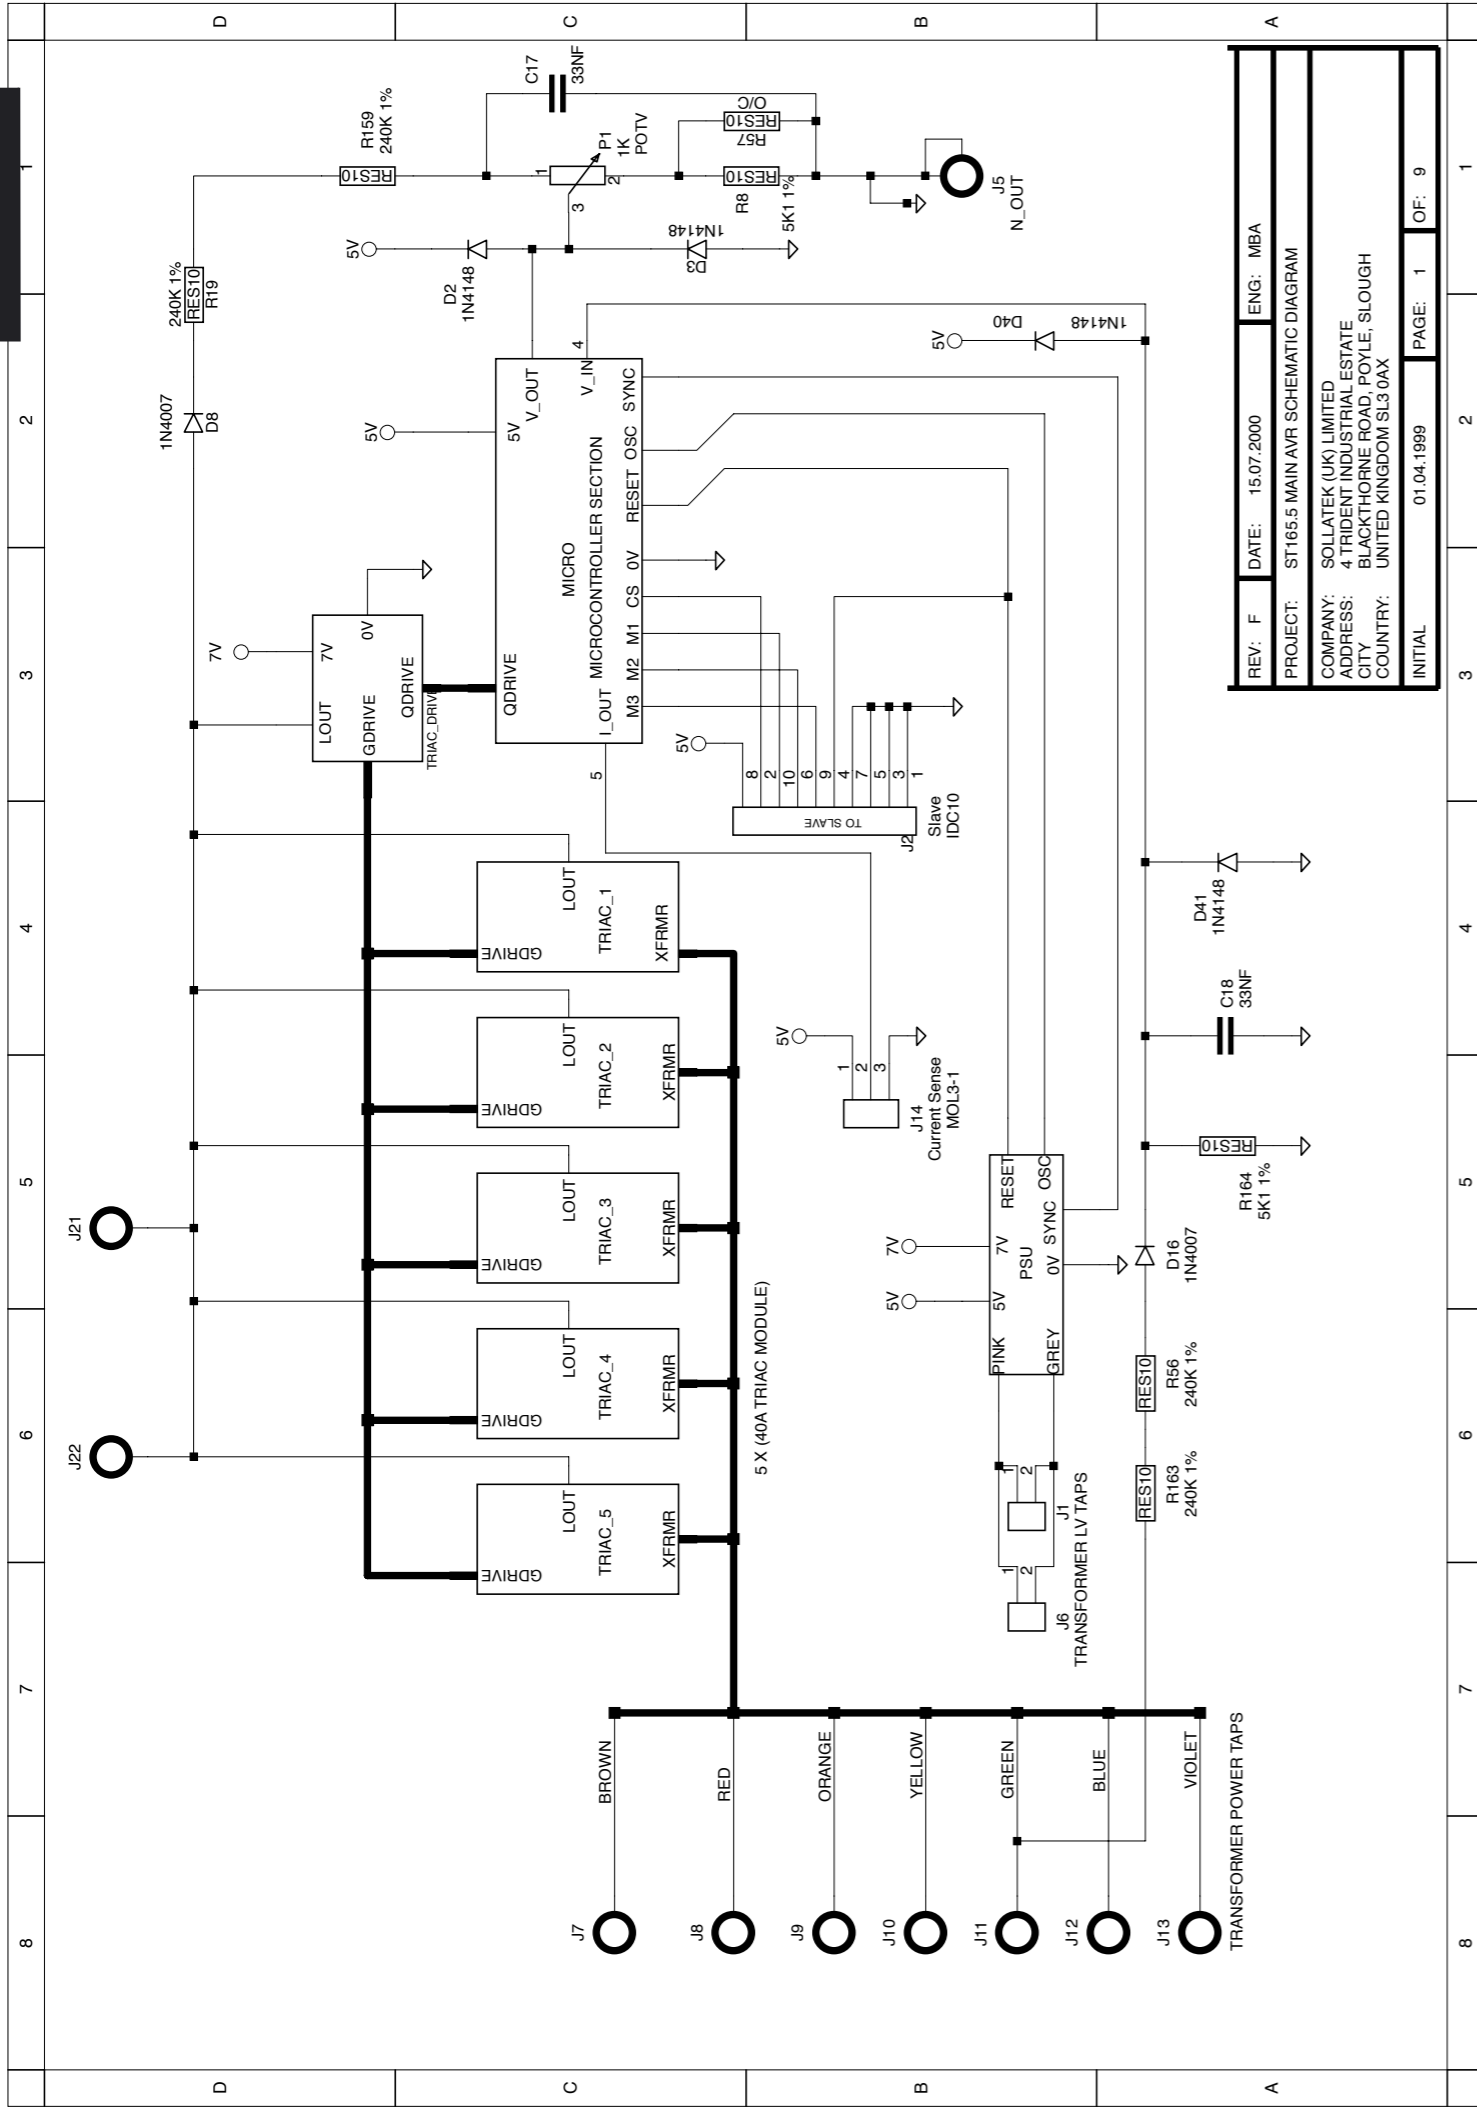 8
7
6
5
4
3
2
1
D
D
J22
J21
1N4007
D8
240K 1%
RES10
R19
7V
LOUT
7V
0V
GDRIVE
QDRIVE
TRIAC_DRIVE
RES10
R159
240K 1%
C
C
GDRIVE
LOUT
TRIAC_5
XFRMR
GDRIVE
LOUT
TRIAC_4
XFRMR
GDRIVE
LOUT
TRIAC_3
XFRMR
GDRIVE
LOUT
TRIAC_2
XFRMR
GDRIVE
LOUT
TRIAC_1
XFRMR
5 X (40A TRIAC MODULE)
QDRIVE
5V
5V
V_OUT
MICRO
MICROCONTROLLER SECTION
V_IN
4
I_OUT
5
M3
M2
M1
CS
0V
RESET
OSC
SYNC
5V
D2
1N4148
D3
1N4148
C17
33NF
1
2
3
P1
1K
POTV
J7
BROWN
J8
RED
J9
ORANGE
J10
YELLOW
J11
GREEN
J12
BLUE
J13
VIOLET
TRANSFORMER POWER TAPS
B
B
5V
1
2
3
J14
Current Sense
MOL3-1
5V
8
2
10
6
9
4
7
5
3
1
TO SLAVE
J2
Slave
IDC10
RES10
R8
5K1 1%
RES10
R57
O/C
J5
N_OUT
5V
7V
PINK
5V
7V
RESET
PSU
GREY
0V
SYNC
OSC
1
2
J6
1
2
J1
TRANSFORMER LV TAPS
5V
D40
1N4148
A
A
RES10
R163
240K 1%
RES10
R56
240K 1%
D16
1N4007
RES10
R164
5K1 1%
C18
33NF
D41
1N4148
REV: F
DATE: 15.07.2000
ENG: MBA
PROJECT: ST165.5 MAIN AVR SCHEMATIC DIAGRAM
COMPANY: SOLLATEK (UK) LIMITED
ADDRESS: 4 TRIDENT INDUSTRIAL ESTATE
CITY BLACKTHORNE ROAD, POYLE, SLOUGH
COUNTRY: UNITED KINGDOM SL3 0AX
INITIAL 01.04.1999
PAGE: 1
OF: 9
8
7
6
5
4
3
2
1